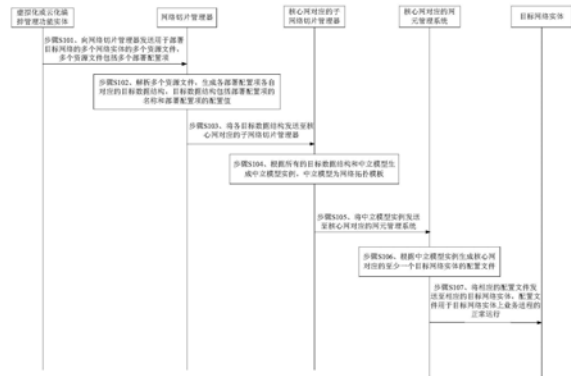 虚拟化或云化编
排管理功能实体
网络切片管理器
核心网对应的子
网络切片管理器
核心网对应的网
元管理系统
目标网络实体
步骤S101、向网络切片管理器发送用于部署
目标网络的多个网络实体的多个资源文件，
多个资源文件包括多个部署配置项
步骤S102、解析多个资源文件，生成各部署配置项各自
对应的目标数据结构，目标数据结构包括部署配置项的
名称和部署配置项的配置值
步骤S103、将各目标数据结构发送至核
心网对应的子网络切片管理器
步骤S104、根据所有的目标数据结构和中立模型生
成中立模型实例，中立模型为网络拓扑模板
步骤S105、将中立模型实例发送
至核心网对应的网元管理系统
步骤S106、根据中立模型实例生成核心网
对应的至少一个目标网络实体的配置文件
步骤S107、将相应的配置文件发
送至相应的目标网络实体，配置文
件用于目标网络实体上业务进程的
正常运行